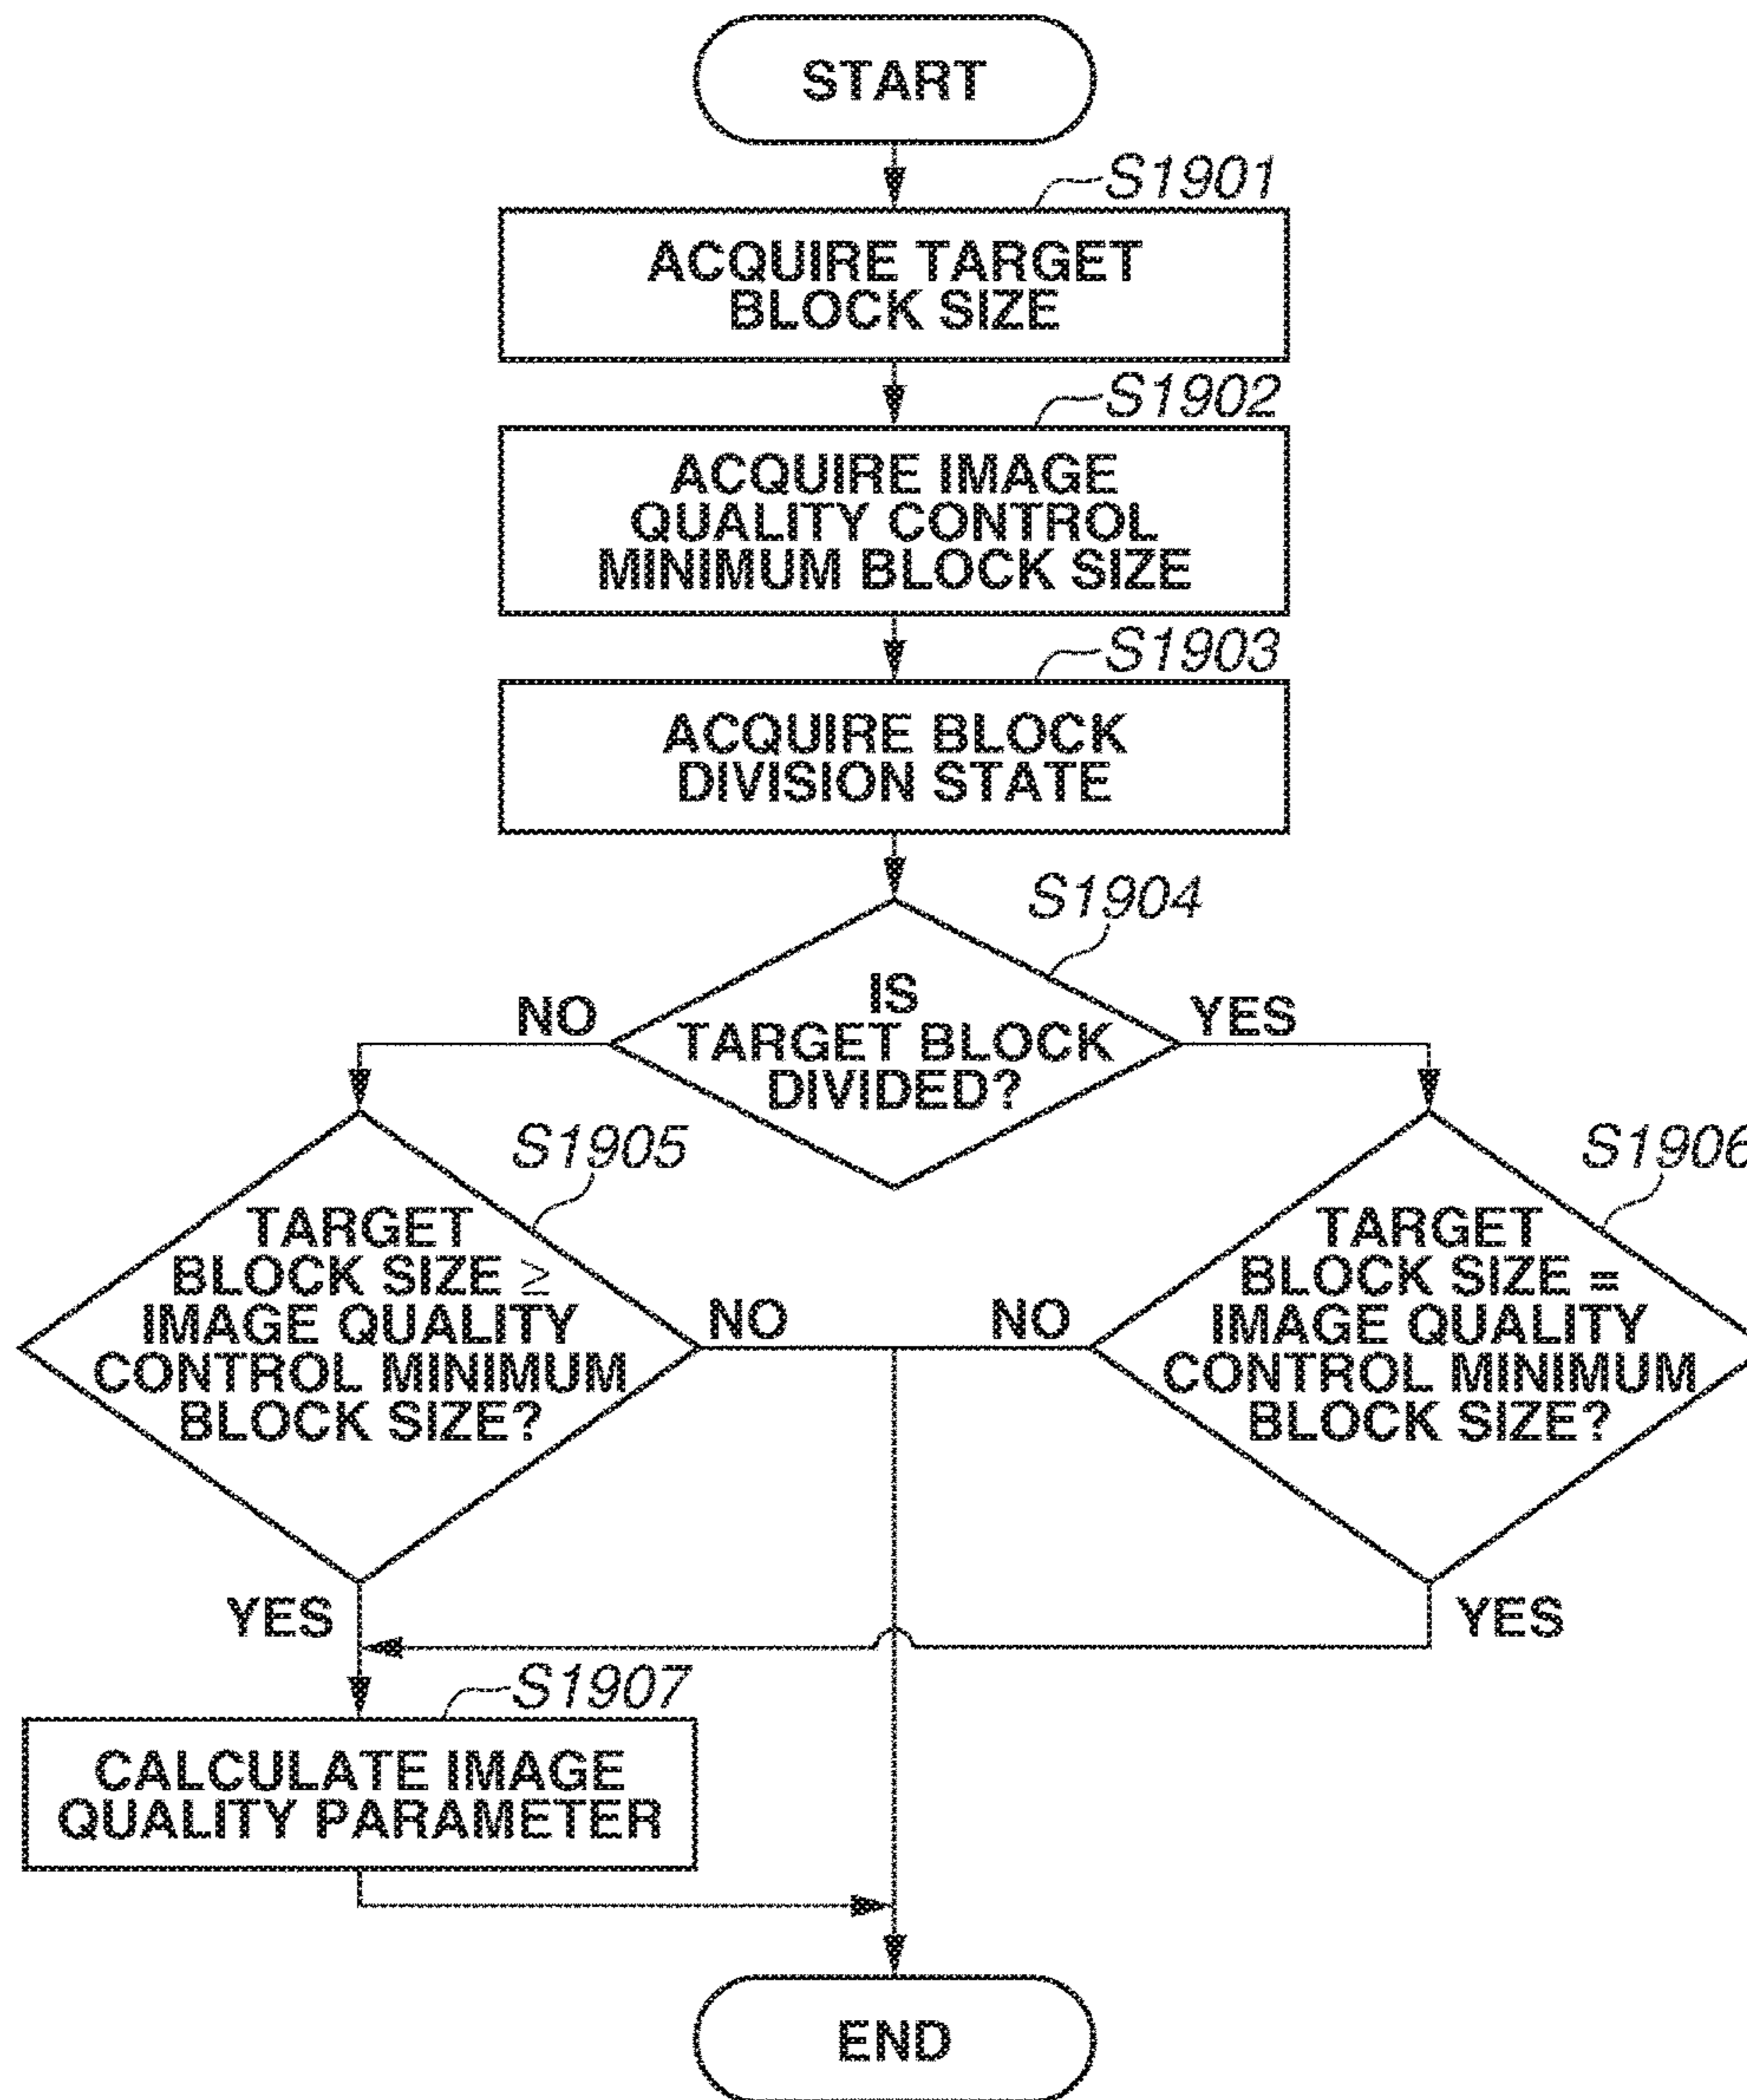 START
S1901
ACQUIRE TARGET
BLOCK SIZE
S1902
ACQUIRE IMAGE
QUALITY CONTROL
MINIMUM BLOCK SIZE
S1903
ACQUIRE BLOCK
DIVISION STATE
S1904
IS
TARGET BLOCK
DIVIDED?
NO
YES
S1905
TARGET
BLOCK SIZE ≥
IMAGE QUALITY
CONTROL MINIMUM
BLOCK SIZE?
NO
YES
S1906
TARGET
BLOCK SIZE =
IMAGE QUALITY
CONTROL MINIMUM
BLOCK SIZE?
NO
YES
S1907
CALCULATE IMAGE
QUALITY PARAMETER
END